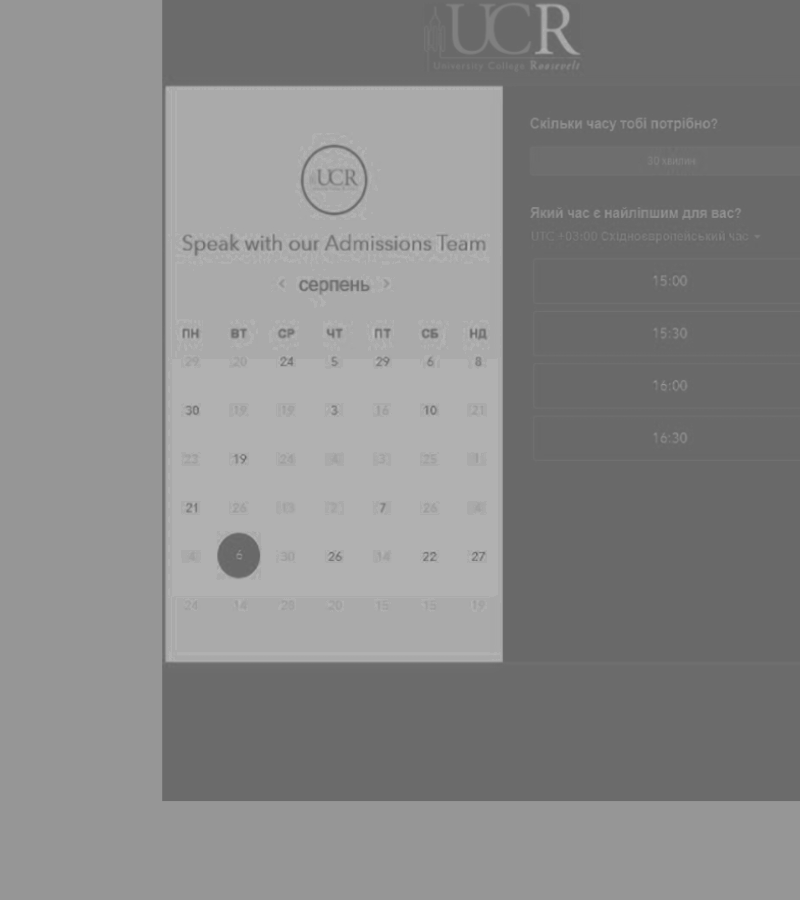 UCR
University College Roosevelt
UCR
Speak with our Admissions Team
< серпень >
ПН ВТ СР ЧТ ПТ СБ НД
29 20 24 5 29 6 8
30 19 19 3 16 10 21
23 19 26 4 3 25 1
21 26 13 2 7 26 4
4 6 30 26 14 22 27
24 14 20 15 15 19
Скільки часу тобі потрібно?
30 хвилин
Який час є найліпшим для вас?
UTC +03:00 Східноєвропейський час
15:00
15:30
16:00
16:30